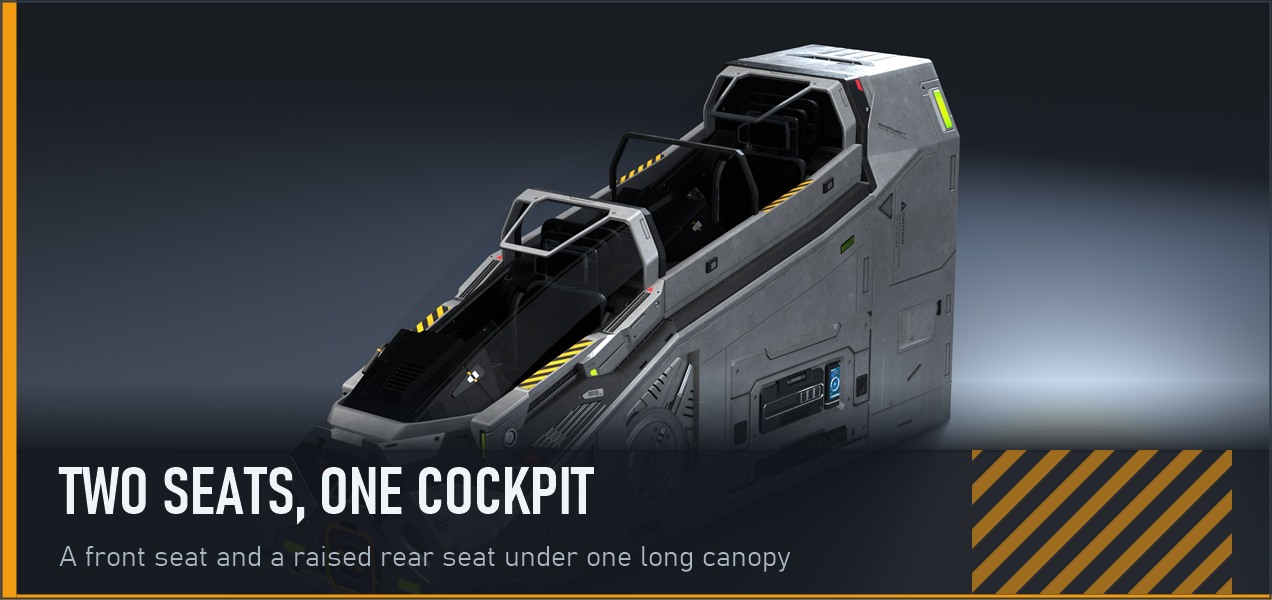 TWO SEATS, ONE COCKPIT
A front seat and a raised rear seat under one long canopy